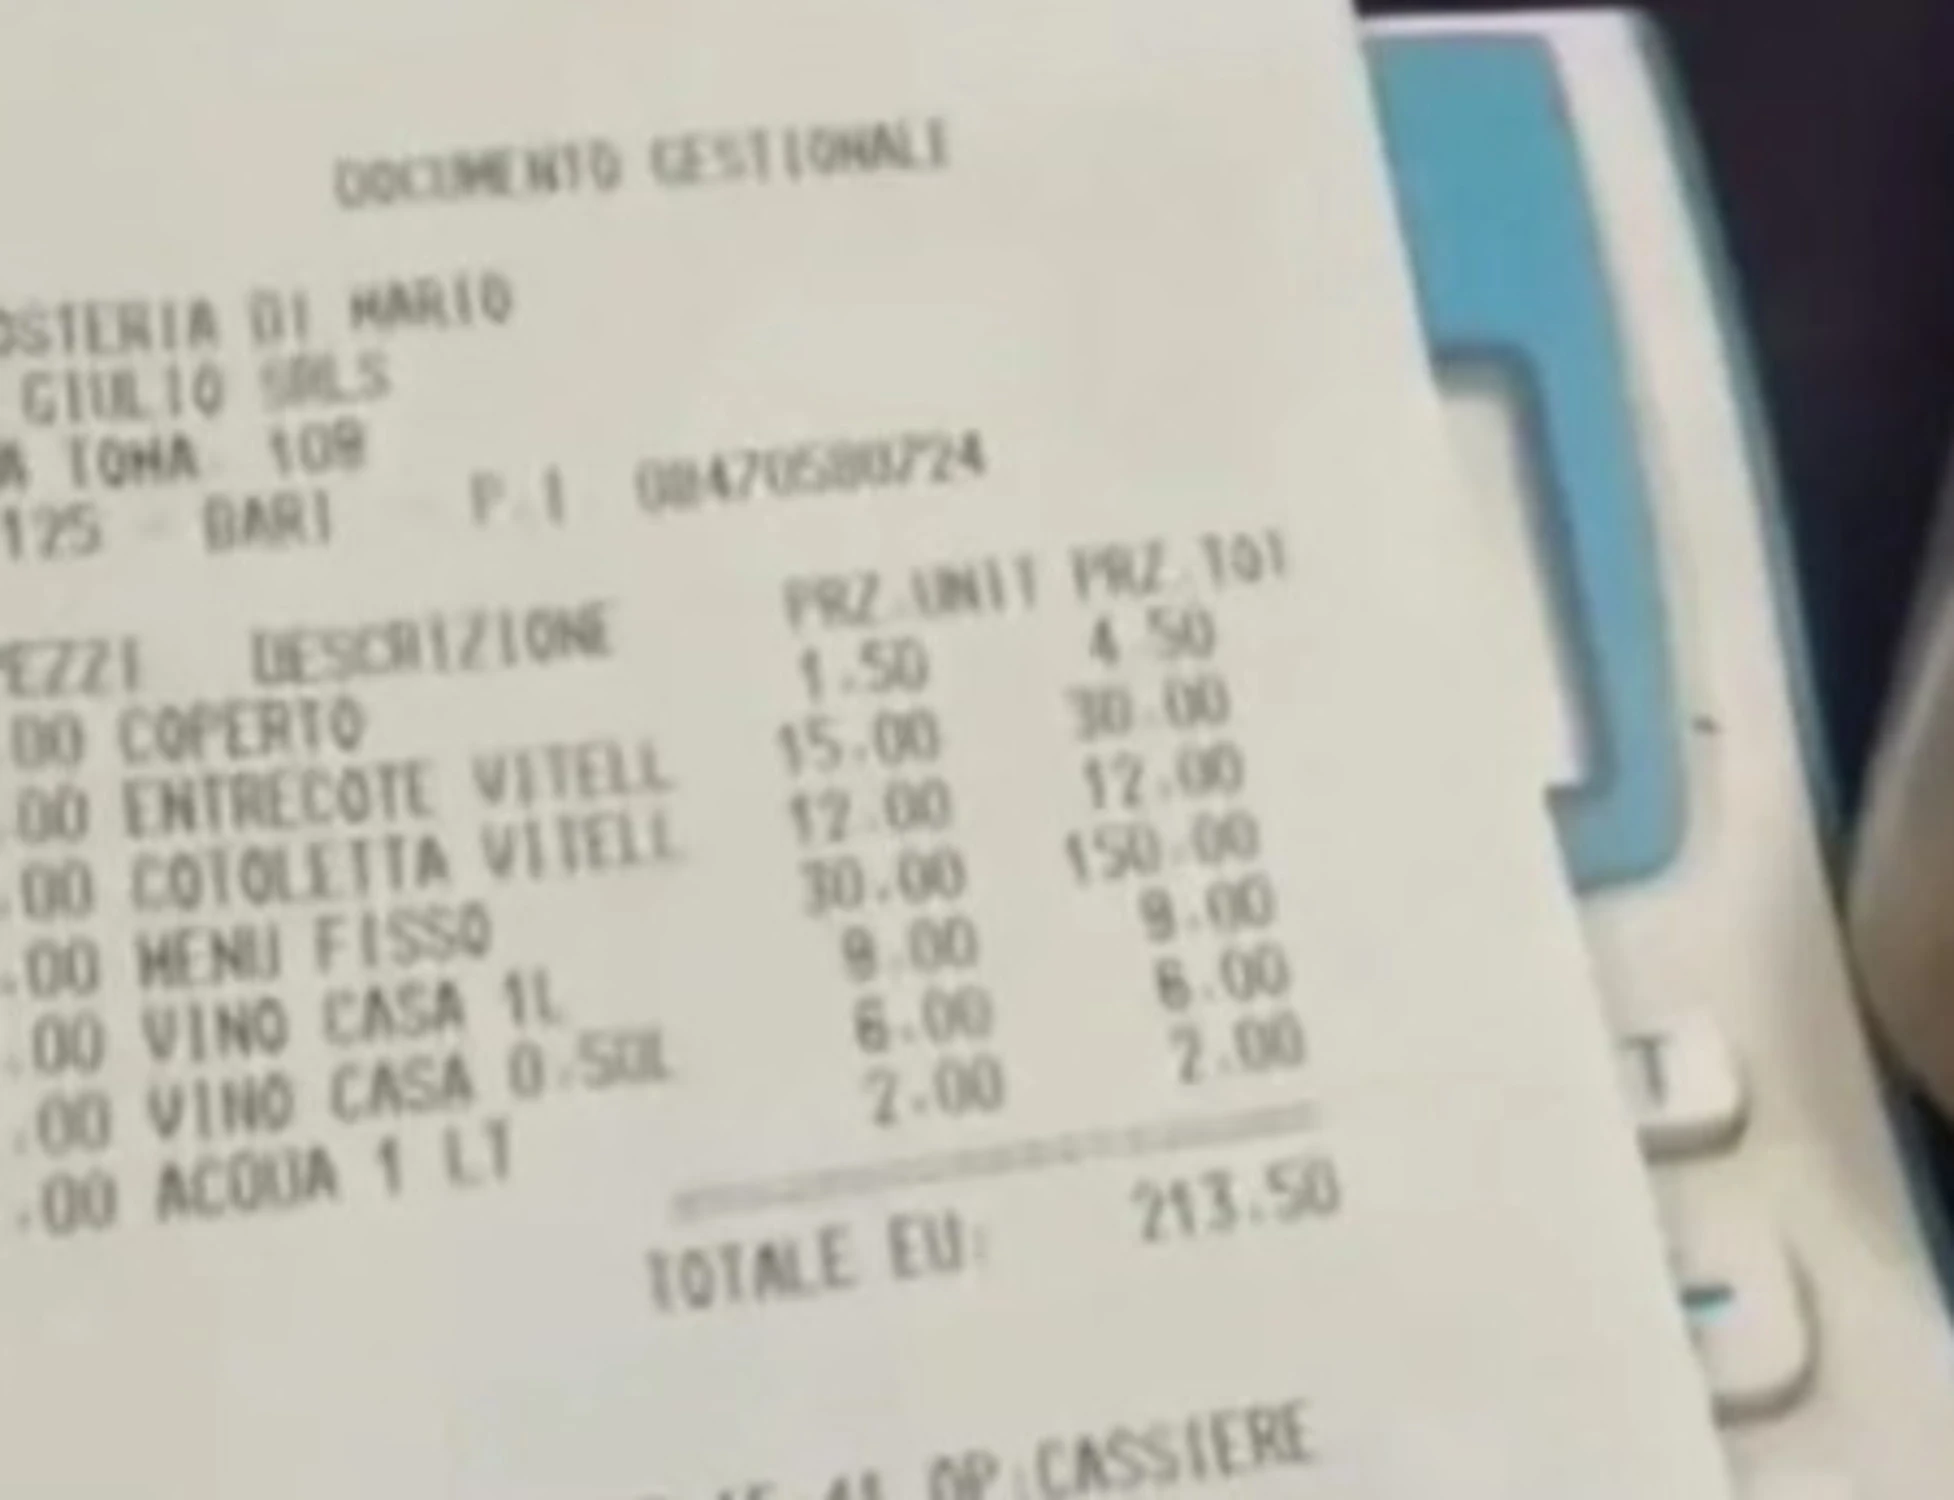 DOCUMENTO GESTIONALI
OSTERIA DI MARIO
GIULIO SRLS
A TOMA 108
125 - BARI P.I 08470580724
PEZZI DESCRIZIONE PRZ.UNIT PRZ.TOT
.00 COPERTO 1.50 4.50
.00 ENTRECOTE VITELL 15.00 30.00
.00 COTOLETTA VITELL 12.00 12.00
.00 MENU FISSO 30.00 150.00
.00 VINO CASA 1L 9.00 9.00
.00 VINO CASA 0.50L 6.00 6.00
.00 ACQUA 1 LT 2.00 2.00
TOTALE EU: 213.50
OP:CASSIERE
T